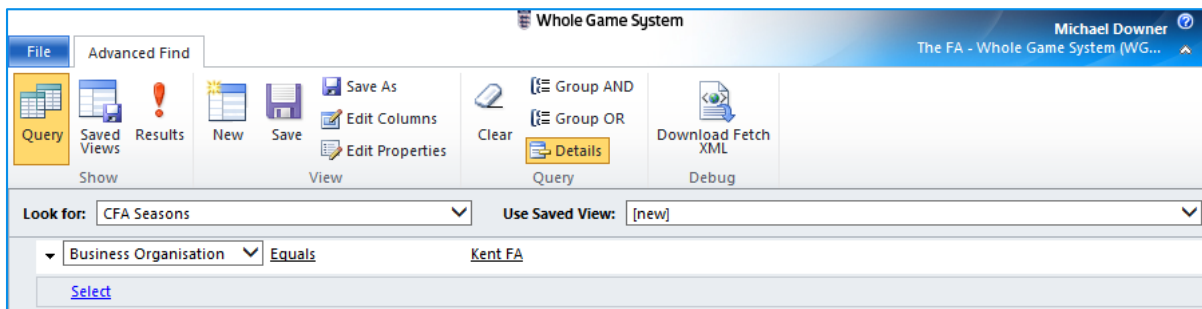 Whole Game System
Michael Downer
The FA - Whole Game System (WG...
File Advanced Find
Query
Saved Views
Results
New
Save
Save As
Edit Columns
Edit Properties
Clear
[ Group AND
[ Group OR
Details
Download Fetch XML
Show View Query Debug
Look for: CFA Seasons Use Saved View: [new]
Business Organisation Equals Kent FA
Select